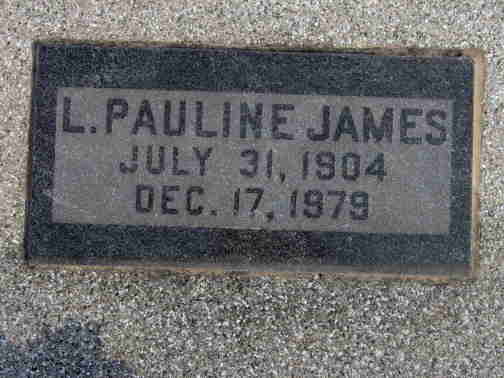 L. PAULINE JAMES
JULY 31, 1904
DEC. 17, 1979